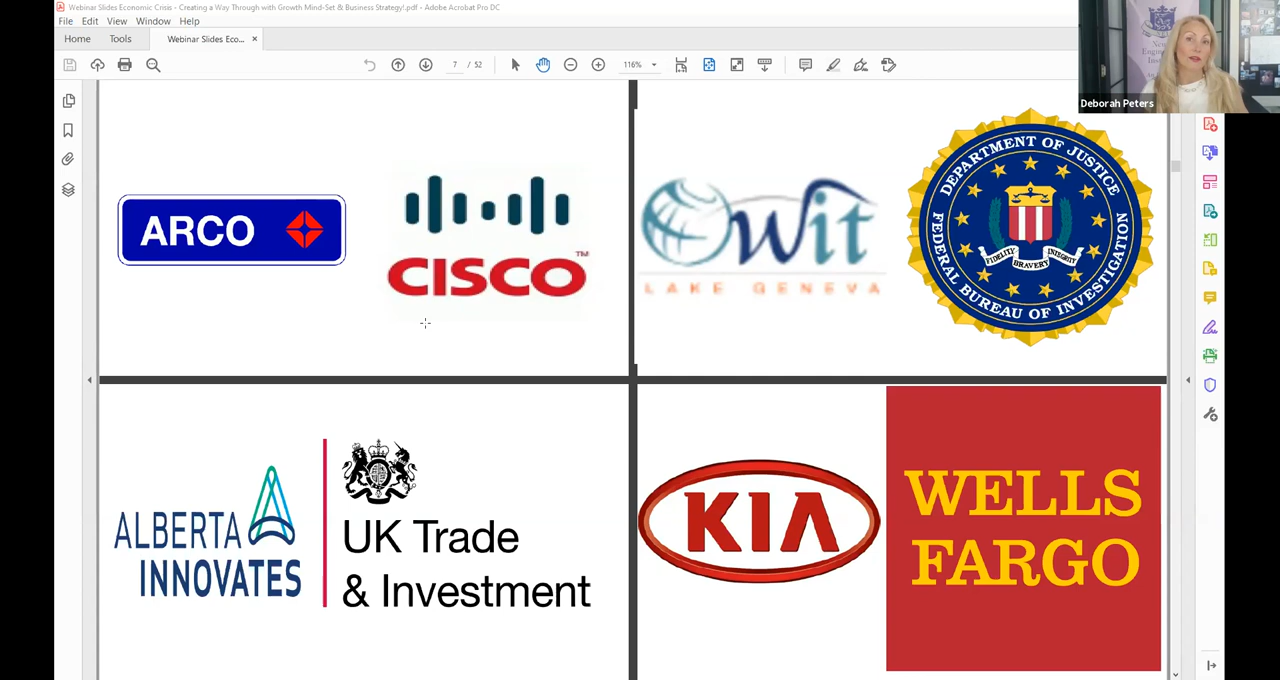 Webinar Slides Economic Crisis - Creating a Way Through with Growth Mind-Set & Business Strategy!.pdf - Adobe Acrobat Pro DC
File Edit View Window Help
Home Tools Webinar Slides Eco... ×
7 / 52 116%
Deborah Peters
ARCO
CISCO™
OWit
LAKE GENEVA
DEPARTMENT OF JUSTICE
FEDERAL BUREAU OF INVESTIGATION
FIDELITY BRAVERY INTEGRITY
ALBERTA
INNOVATES
UK Trade
& Investment
KIA
WELLS
FARGO